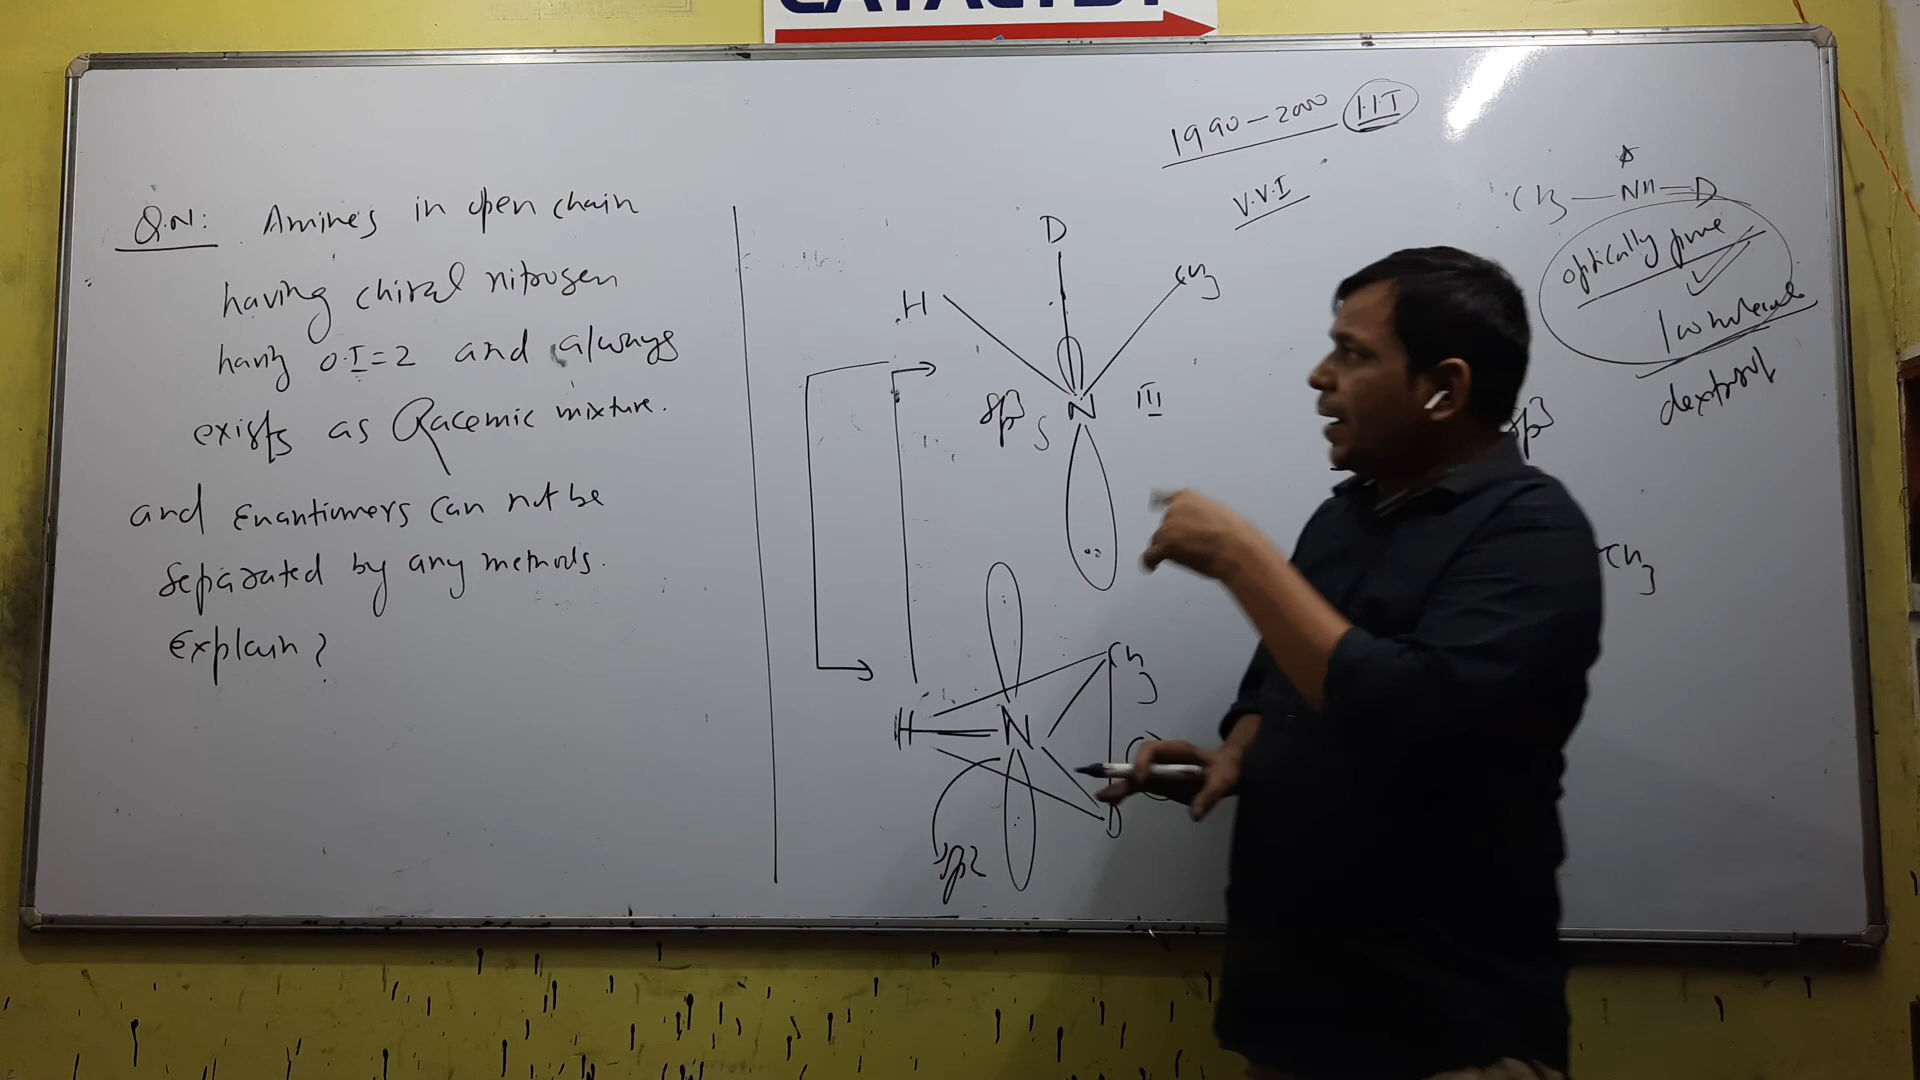 CATALYST
Q.N: Amines in open chain
having chiral nitrogen
having O.I=2 and always
exists as Racemic mixture.
and Enantiomers can not be
separated by any methods.
Explain?
1990-2000 IIT
V.V.I
D
H
CH3
sp3
S
N
III
CH3
H
N
D
sp2
CH3-NH-D
optically pure
dextro
sp3
CH3